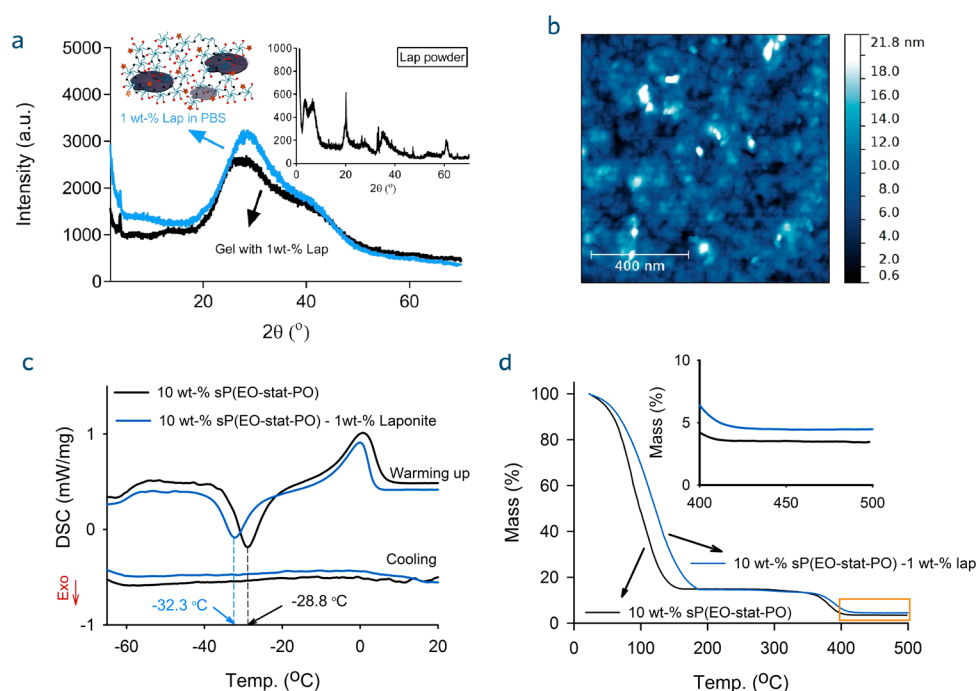 a
5000
4000
3000
2000
1000
0
Intensity (a.u.)
20
40
60
2θ (°)
1 wt-% Lap in PBS
Gel with 1wt-% Lap
Lap powder
1000
800
600
400
200
0
0
20
40
60
2θ (°)
b
400 nm
21.8 nm
18.0
16.0
14.0
12.0
10.0
8.0
6.0
4.0
2.0
0.6
c
10 wt-% sP(EO-stat-PO)
10 wt-% sP(EO-stat-PO) - 1wt-% Laponite
Warming up
Cooling
1
0
-1
DSC (mW/mg)
Exo
-32.3 °C
-28.8 °C
-60
-40
-20
0
20
Temp. (°C)
d
100
80
60
40
20
0
Mass (%)
10
5
0
Mass (%)
400
450
500
10 wt-% sP(EO-stat-PO) -1 wt-% lap
10 wt-% sP(EO-stat-PO)
0
100
200
300
400
500
Temp. (°C)